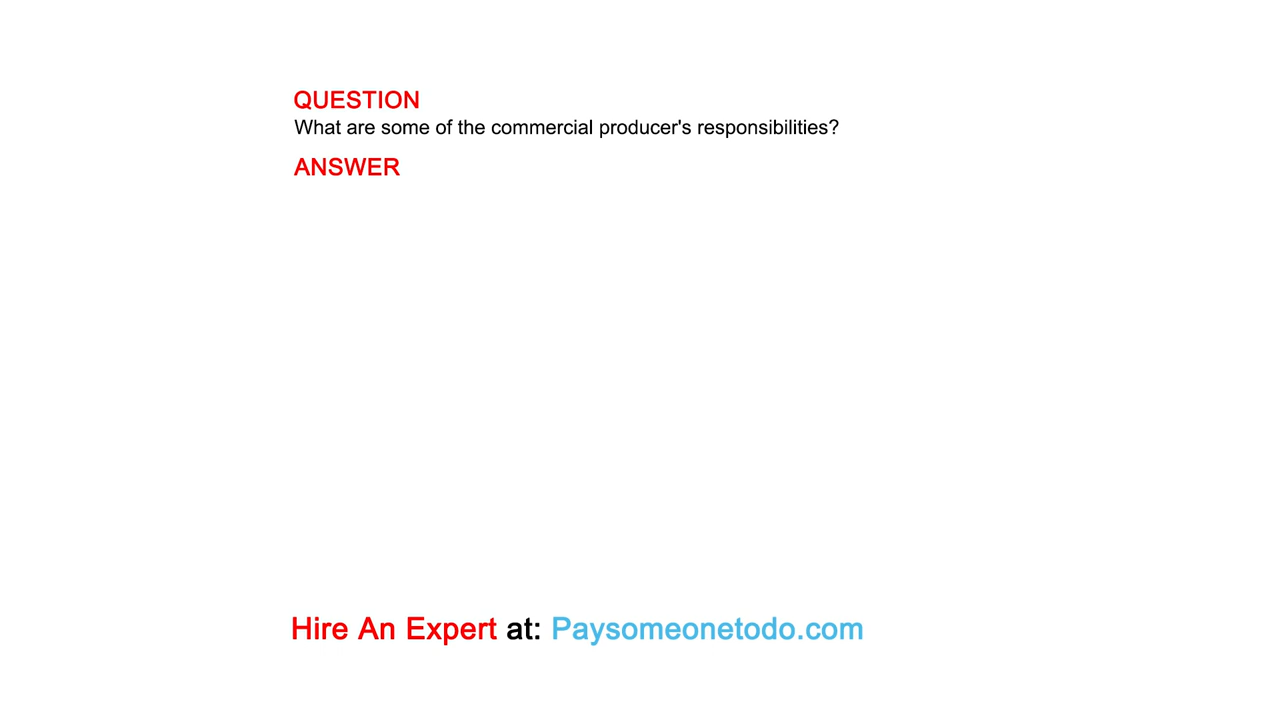 QUESTION
What are some of the commercial producer's responsibilities?
ANSWER
Hire An Expert at: Paysomeonetodo.com